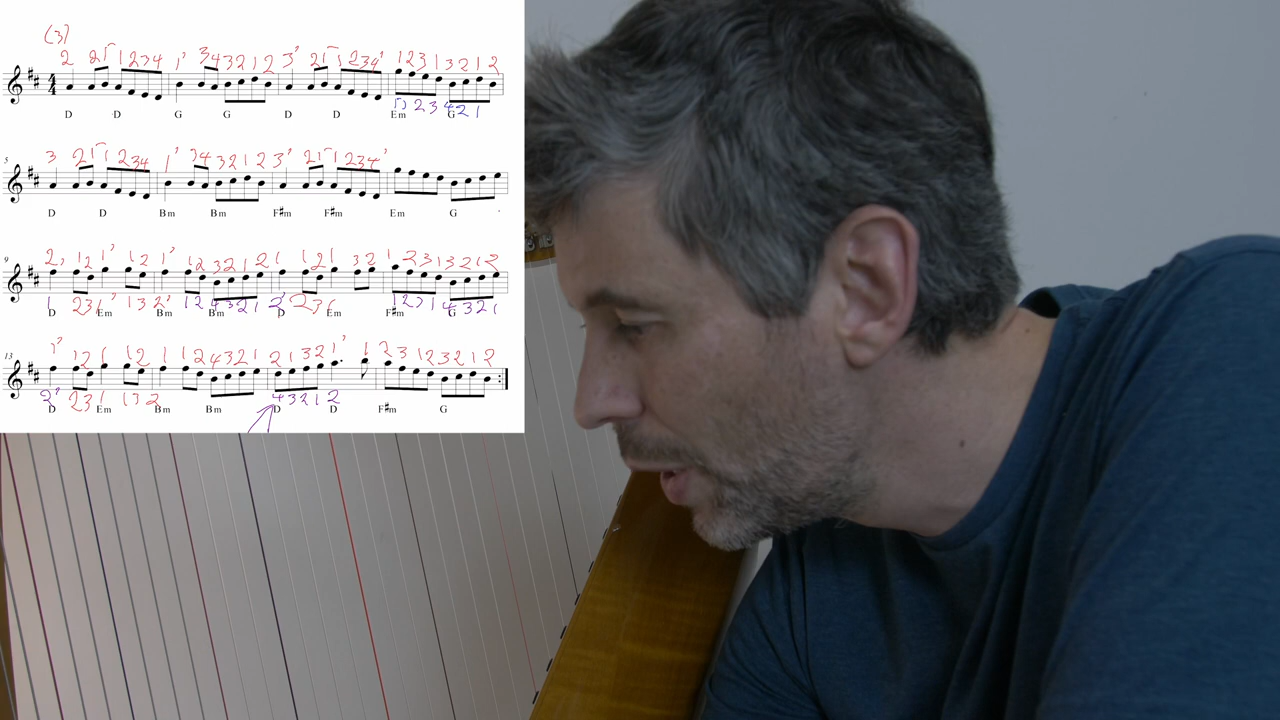 (3)
2 2 1 1 2 3 4 1 3 4 3 2 1 2 3 2 1 1 2 3 4 1 2 3 1 3 2 1 2
4 4
1 2 3 4 2 1
D D G G D D Em G
5
3 2 1 1 2 3 4 1 3 4 3 2 1 2 3 2 1 1 2 3 4
D D Bm Bm F#m F#m Em G
9
2 1 2 1 1 2 1 1 2 3 2 1 2 1 1 2 1 3 2 1 2 3 1 3 2 1 2
1 2 3 1 1 3 2 1 2 4 3 2 1 2 2 3 1 2 3 1 4 3 2 1
D Em Bm Bm D Em F#m G
13
1 1 2 1 1 2 1 1 2 4 3 2 1 2 1 3 2 1 1 2 3 1 2 3 2 1 2
2 2 3 1 1 3 2 4 3 2 1 2
D Em Bm Bm D D F#m G